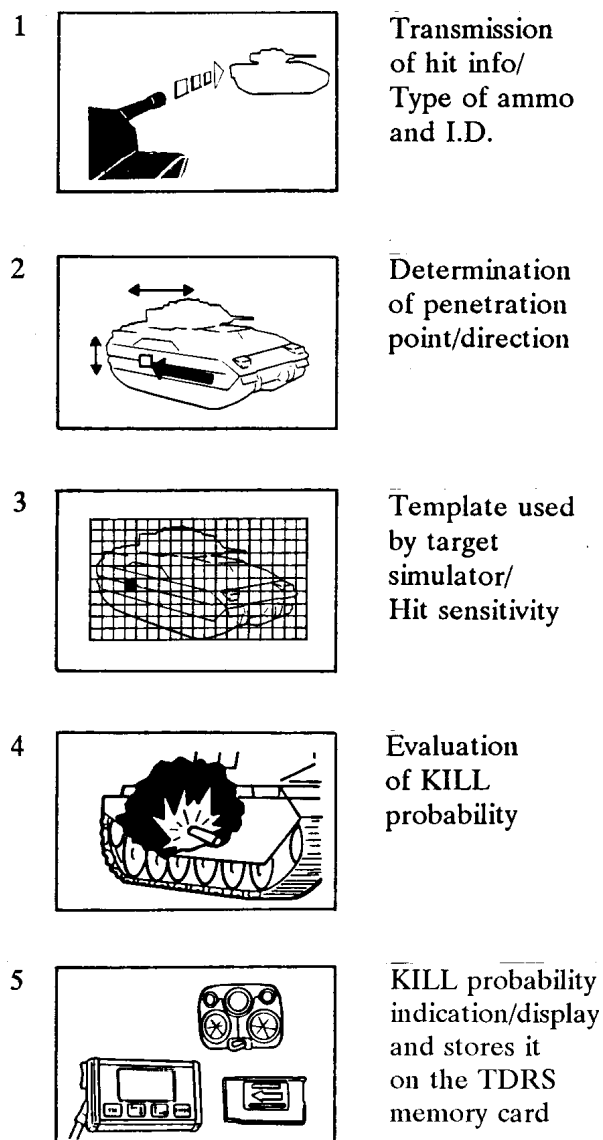 1
Transmission
of hit info/
Type of ammo
and I.D.
2
Determination
of penetration
point/direction
3
Template used
by target
simulator/
Hit sensitivity
4
Evaluation
of KILL
probability
5
KILL probability
indication/display
and stores it
on the TDRS
memory card